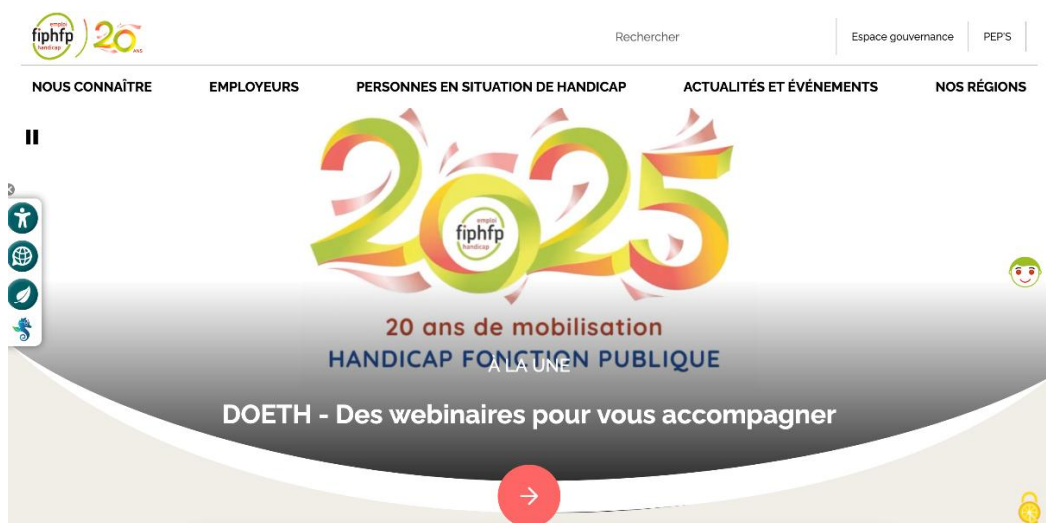 emploi
fiphfp
handicap
20 ANS
Rechercher
Espace gouvernance
PEP'S
NOUS CONNAÎTRE
EMPLOYEURS
PERSONNES EN SITUATION DE HANDICAP
ACTUALITÉS ET ÉVÉNEMENTS
NOS RÉGIONS
2025
emploi
fiphfp
handicap
20 ans de mobilisation
HANDICAP FONCTION PUBLIQUE
À LA UNE
DOETH - Des webinaires pour vous accompagner